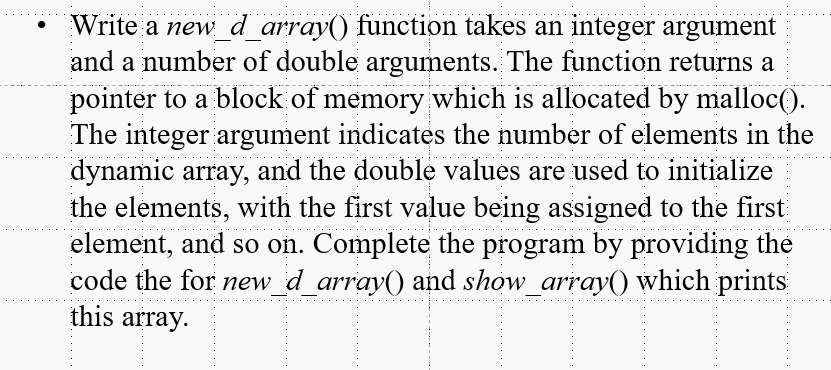 • Write a new_d_array() function takes an integer argument
and a number of double arguments. The function returns a
pointer to a block of memory which is allocated by malloc().
The integer argument indicates the number of elements in the
dynamic array, and the double values are used to initialize
the elements, with the first value being assigned to the first
element, and so on. Complete the program by providing the
code the for new_d_array() and show_array() which prints
this array.